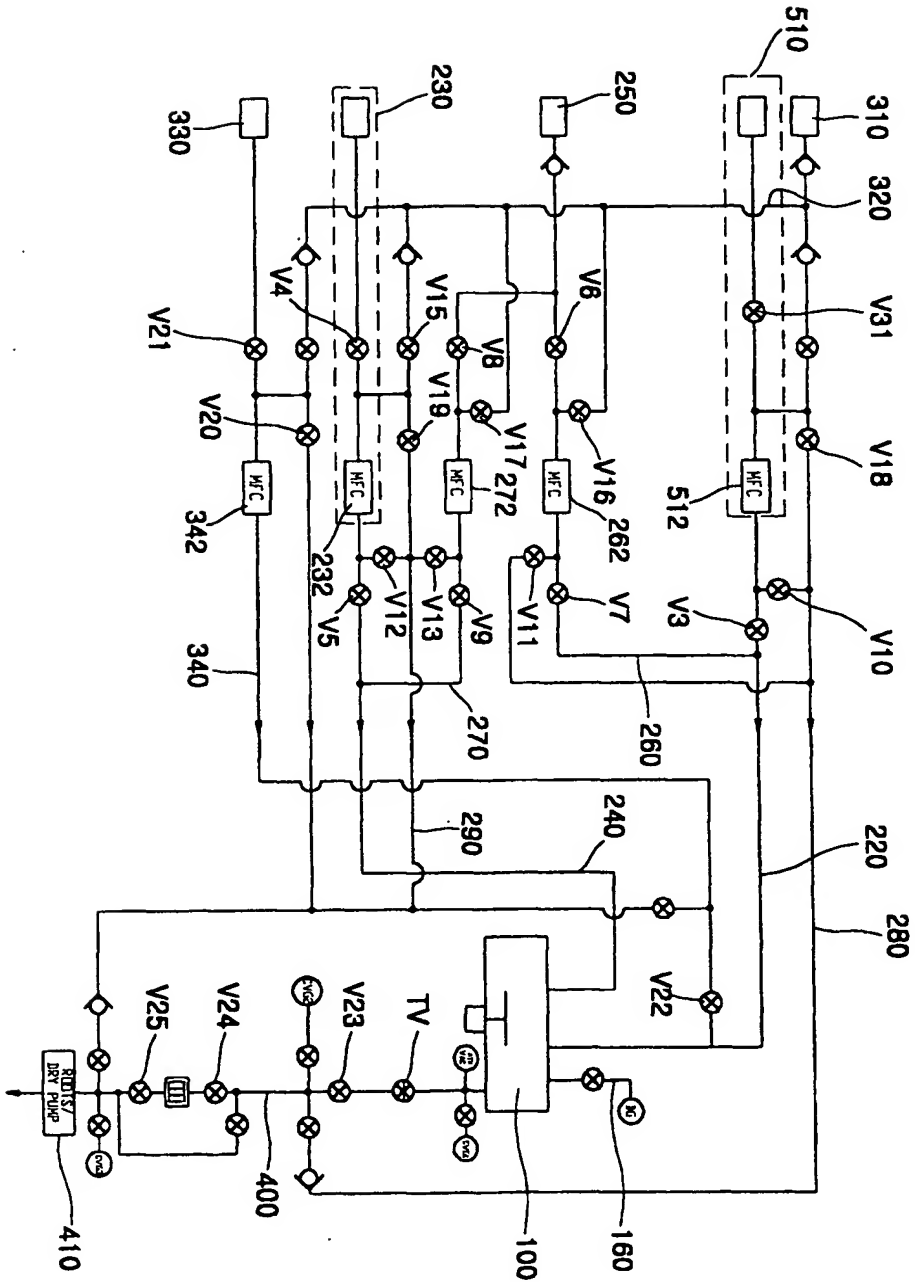 510
310
320
V31
V18
512
V10
V3
220
280
250
V6
V16
262
V7
V11
260
V8
V17
272
V9
V13
270
230
V15
V19
V4
232
V12
V5
290
240
330
V21
V20
342
340
MFC
MFC
MFC
MFC
MFC
V22
100
160
TV
V23
V24
V25
400
ROOTS/
DRY PUMP
410